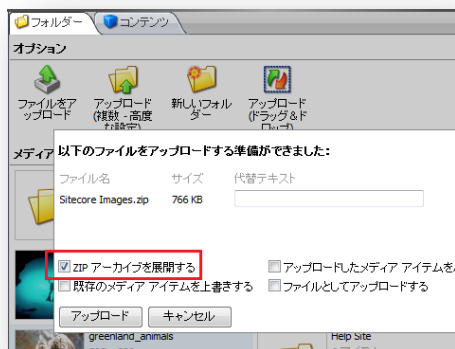 フォルダー コンテンツ
オプション
ファイルをア アップロード 新しいフォル アップロード
ップロード (複数 - 高度 ダー (ドラッグ&ド
な設定) ロップ)
メディア
以下のファイルをアップロードする準備ができました:
ファイル名 サイズ 代替テキスト
Sitecore Images.zip 766 KB
ZIP アーカイブを展開する アップロードしたメディア アイテムを
既存のメディア アイテムを上書きする ファイルとしてアップロードする
アップロード キャンセル
greenland_animals Help Site